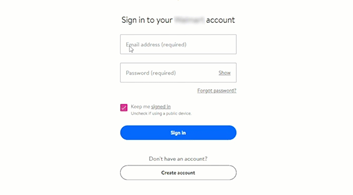 Sign in to your account
Email address (required)
Password (required) Show
Forgot password?
Keep me signed in
Uncheck if using a public device
Sign in
Don't have an account?
Create account